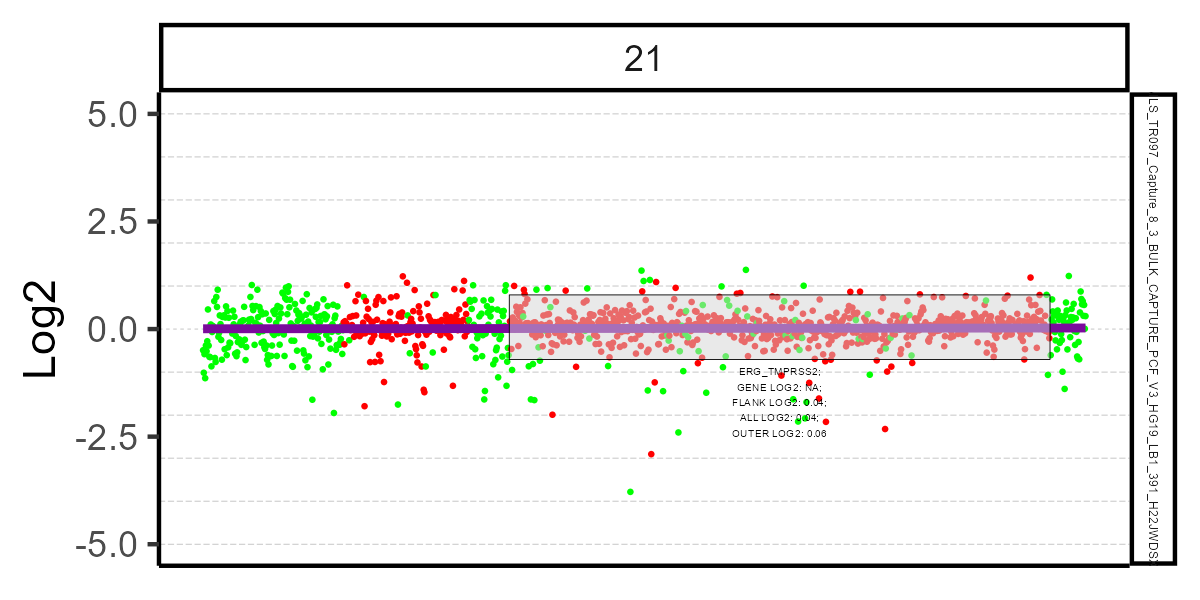 21
Log2
5.0
2.5
0.0
-2.5
-5.0
ERG_TMPRSS2;
GENE LOG2: NA;
FLANK LOG2: 0.04;
ALL LOG2: 0.04;
OUTER LOG2: 0.06
LS_TR097_Capture_8_3_BULK_CAPTURE_PCF_V3_HG19_LB1_391_H22JWDS